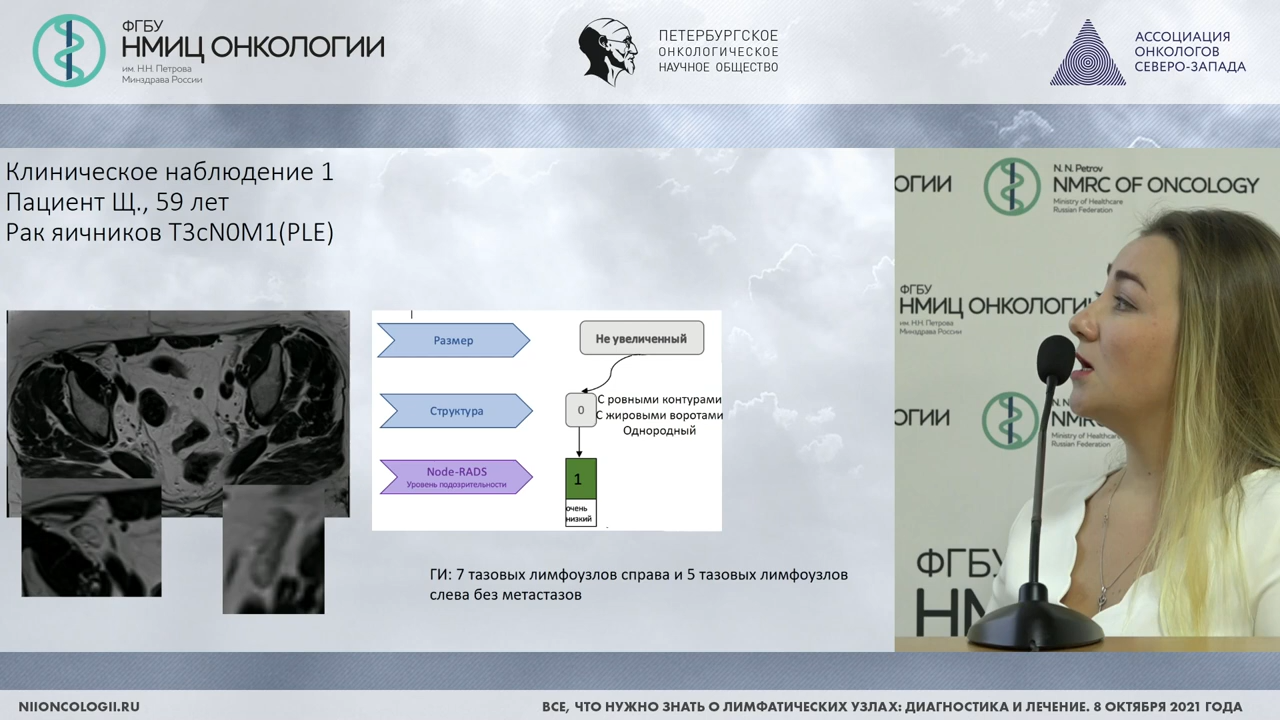 ФГБУ
НМИЦ ОНКОЛОГИИ
им. Н.Н. Петрова
Минздрава России
ПЕТЕРБУРГСКОЕ
ОНКОЛОГИЧЕСКОЕ
НАУЧНОЕ ОБЩЕСТВО
АССОЦИАЦИЯ
ОНКОЛОГОВ
СЕВЕРО-ЗАПАДА
Клиническое наблюдение 1
Пациент Щ., 59 лет
Рак яичников T3cN0M1(PLE)
Размер
Не увеличенный
Структура
0
С ровными контурами
С жировыми воротами
Однородный
Node-RADS
Уровень подозрительности
1
очень
низкий
ГИ: 7 тазовых лимфоузлов справа и 5 тазовых лимфоузлов
слева без метастазов
ОГИИ
N. N. Petrov
NMRC OF ONCOLOGY
Ministry of Healthcare
Russian Federation
ФГБУ
НМИЦ ОНКОЛОГИ
им. Н.Н. Петрова
Минздрава России
ОГИИ
N. N.
NMR
Ministry of
Russian Fed
ФГБУ
НМ
NIIONCOLOGII.RU
ВСЕ, ЧТО НУЖНО ЗНАТЬ О ЛИМФАТИЧЕСКИХ УЗЛАХ: ДИАГНОСТИКА И ЛЕЧЕНИЕ. 8 ОКТЯБРЯ 2021 ГОДА